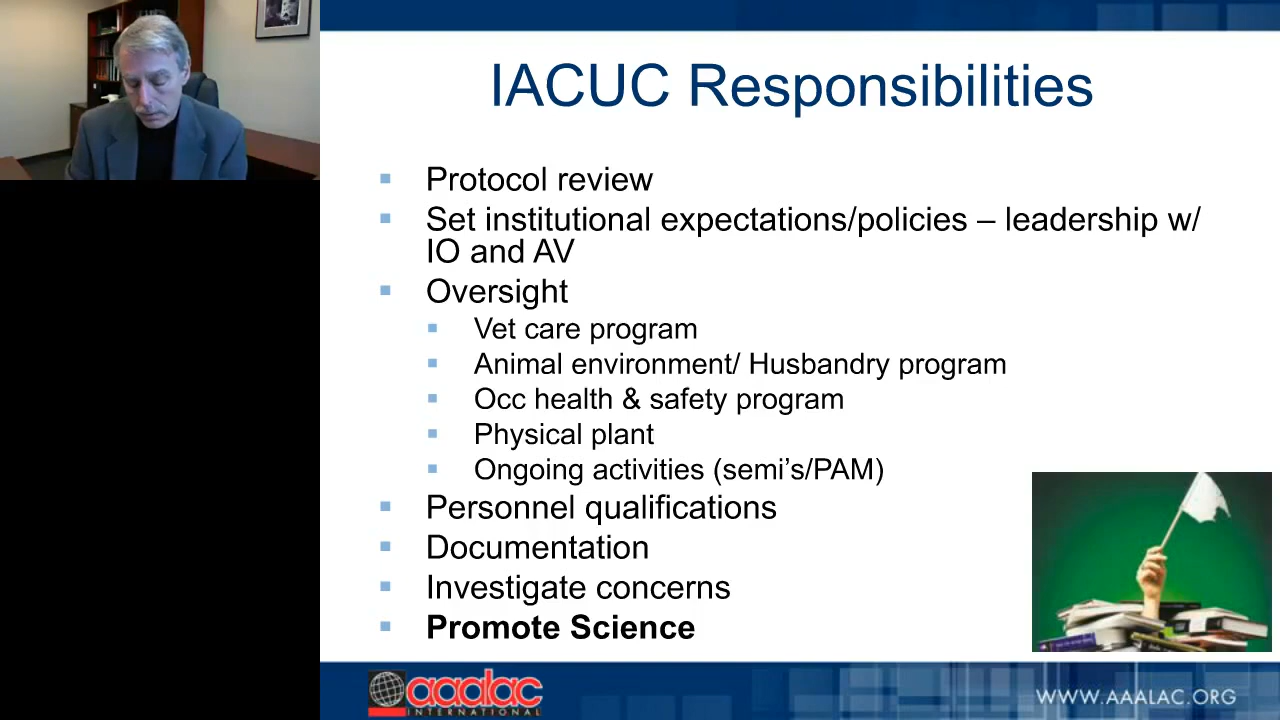 IACUC Responsibilities
Protocol review
Set institutional expectations/policies – leadership w/
IO and AV
Oversight
Vet care program
Animal environment/ Husbandry program
Occ health & safety program
Physical plant
Ongoing activities (semi’s/PAM)
Personnel qualifications
Documentation
Investigate concerns
Promote Science
aaalac
INTERNATIONAL
WWW.AAALAC.ORG